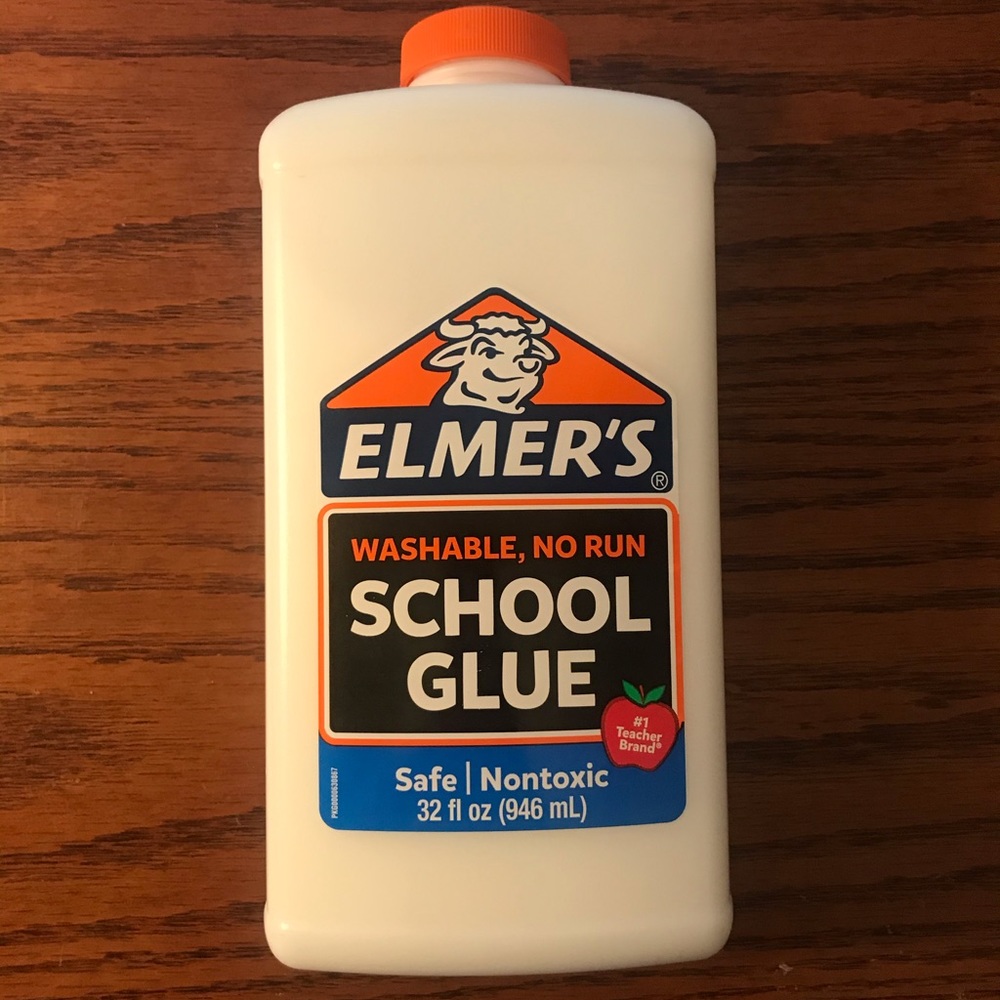 ELMER'S®
WASHABLE, NO RUN
SCHOOL
GLUE
#1
Teacher
Brand®
Safe | Nontoxic
32 fl oz (946 mL)